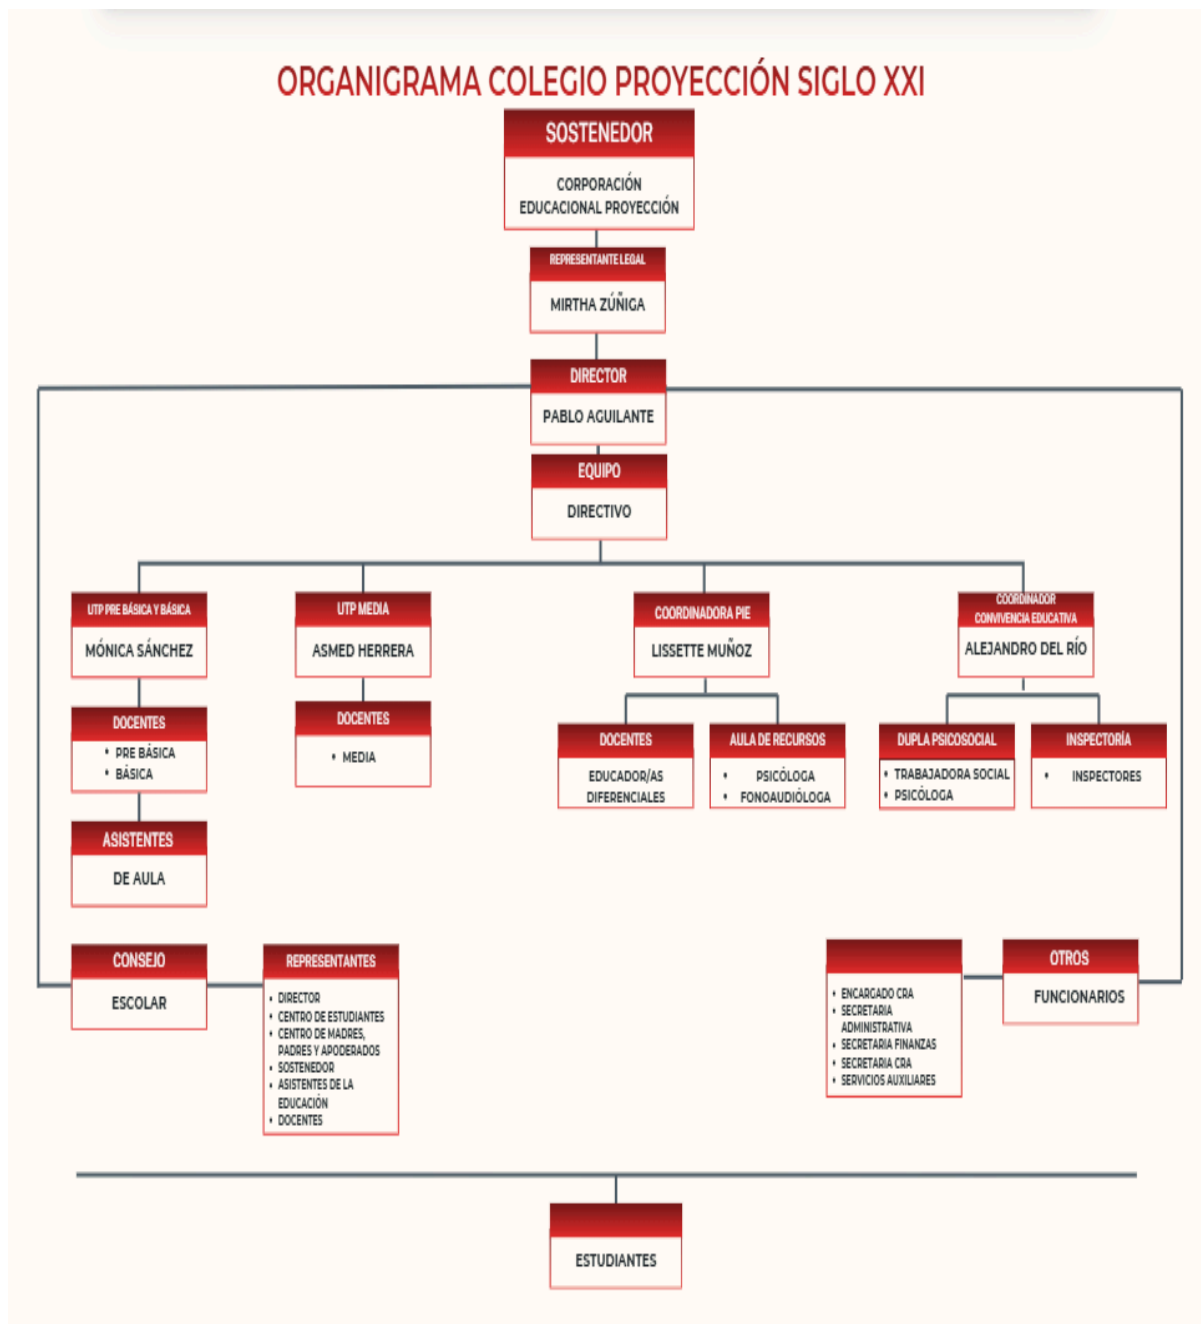 ORGANIGRAMA COLEGIO PROYECCIÓN SIGLO XXI
SOSTENEDOR
CORPORACIÓN
EDUCACIONAL PROYECCIÓN
REPRESENTANTE LEGAL
MIRTHA ZÚÑIGA
DIRECTOR
PABLO AGUILANTE
EQUIPO
DIRECTIVO
UTP PRE BÁSICA Y BÁSICA
MÓNICA SÁNCHEZ
UTP MEDIA
ASMED HERRERA
COORDINADORA PIE
LISSETTE MUÑOZ
COORDINADOR
CONVIVENCIA EDUCATIVA
ALEJANDRO DEL RÍO
DOCENTES
• PRE BÁSICA
• BÁSICA
DOCENTES
• MEDIA
DOCENTES
EDUCADOR/AS
DIFERENCIALES
AULA DE RECURSOS
• PSICÓLOGA
• FONOAUDIÓLOGA
DUPLA PSICOSOCIAL
• TRABAJADORA SOCIAL
• PSICÓLOGA
INSPECTORÍA
• INSPECTORES
ASISTENTES
DE AULA
CONSEJO
ESCOLAR
REPRESENTANTES
• DIRECTOR
• CENTRO DE ESTUDIANTES
• CENTRO DE MADRES,
PADRES Y APODERADOS
• SOSTENEDOR
• ASISTENTES DE LA
EDUCACIÓN
• DOCENTES
• ENCARGADO CRA
• SECRETARIA
ADMINISTRATIVA
• SECRETARIA FINANZAS
• SECRETARIA CRA
• SERVICIOS AUXILIARES
OTROS
FUNCIONARIOS
ESTUDIANTES